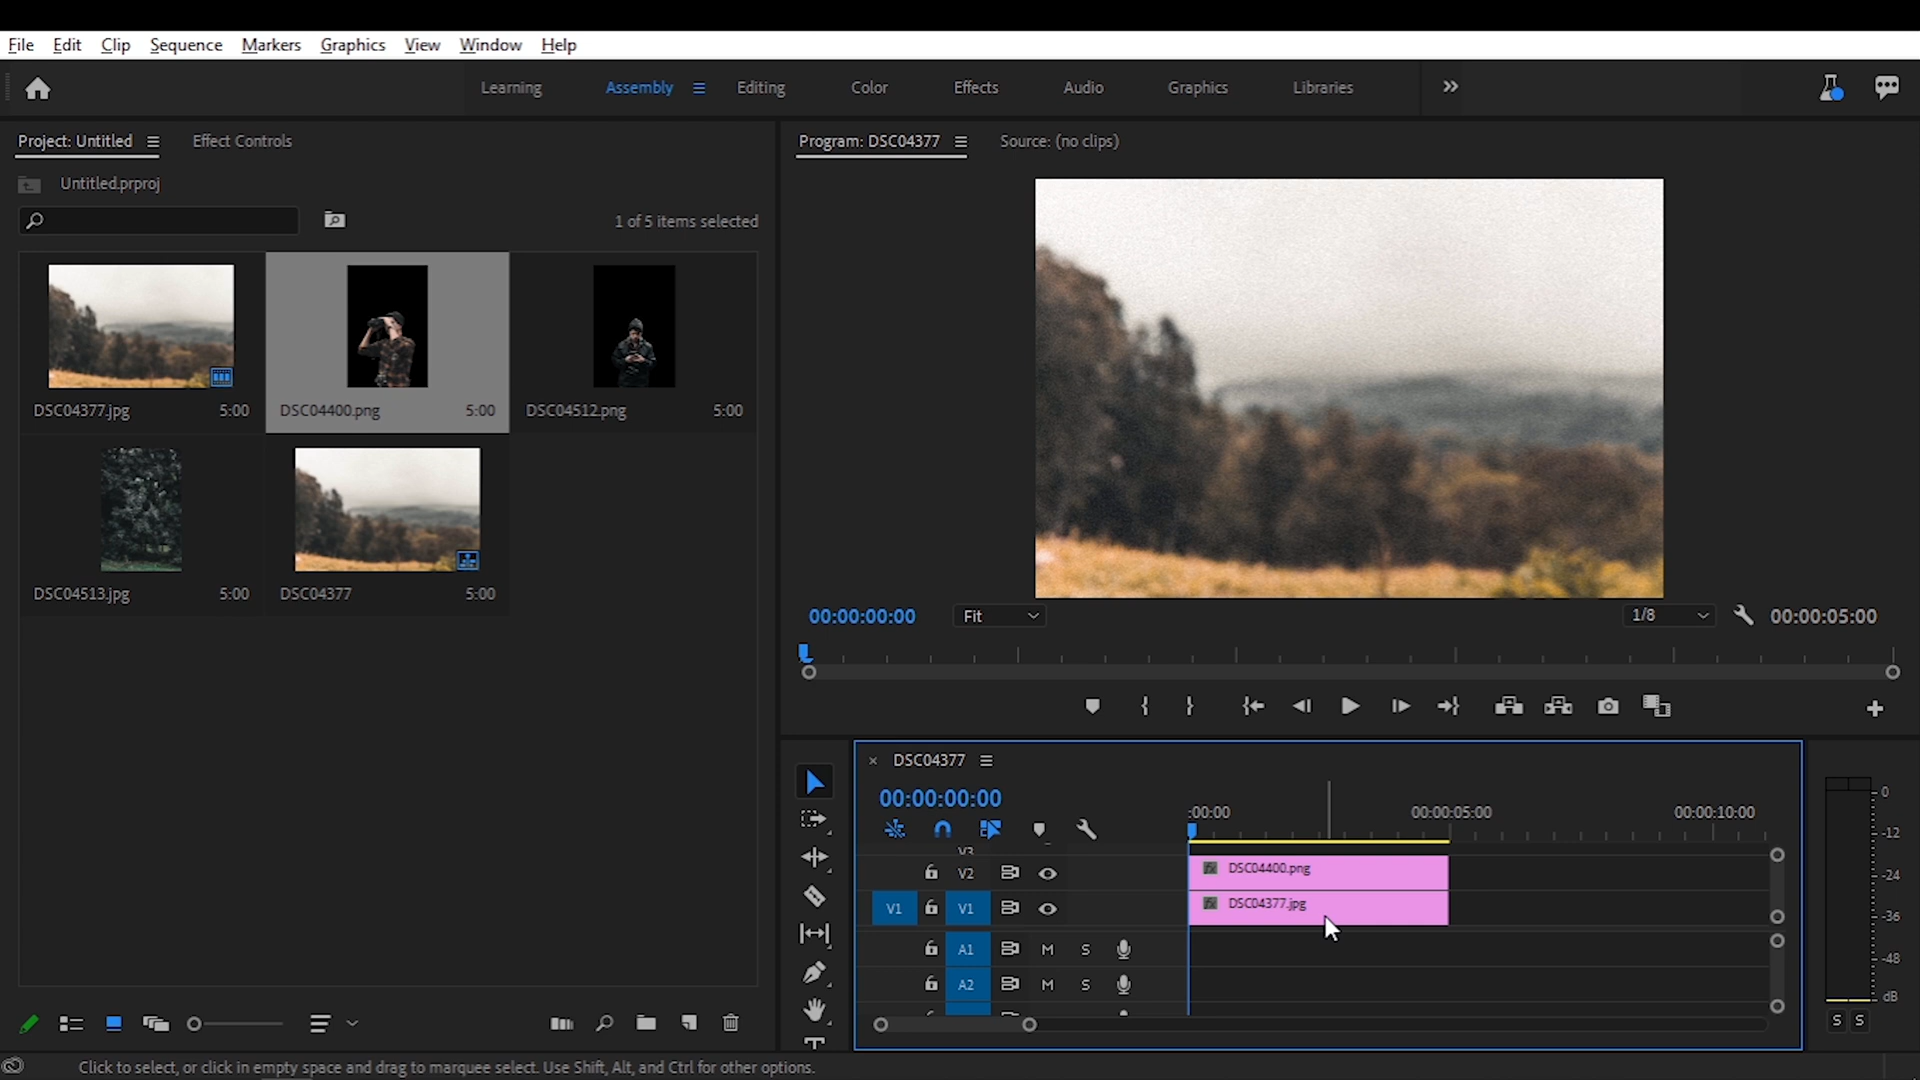 File Edit Clip Sequence Markers Graphics View Window Help
Learning Assembly Editing Color Effects Audio Graphics Libraries
Project: Untitled Effect Controls
Program: DSC04377 Source: (no clips)
Untitled.prproj
1 of 5 items selected
DSC04377.jpg 5:00 DSC04400.png 5:00 DSC04512.png 5:00
DSC04513.jpg 5:00 DSC04377 5:00
00:00:00:00 Fit 1/8 00:00:05:00
× DSC04377
00:00:00:00
:00:00 00:00:05:00 00:00:10:00
V3
V2 DSC04400.png
V1 V1 DSC04377.jpg
A1 M S
A2 M S
0
-12
-24
-36
-48
dB
S S
Click to select, or click in empty space and drag to marquee select. Use Shift, Alt, and Ctrl for other options.